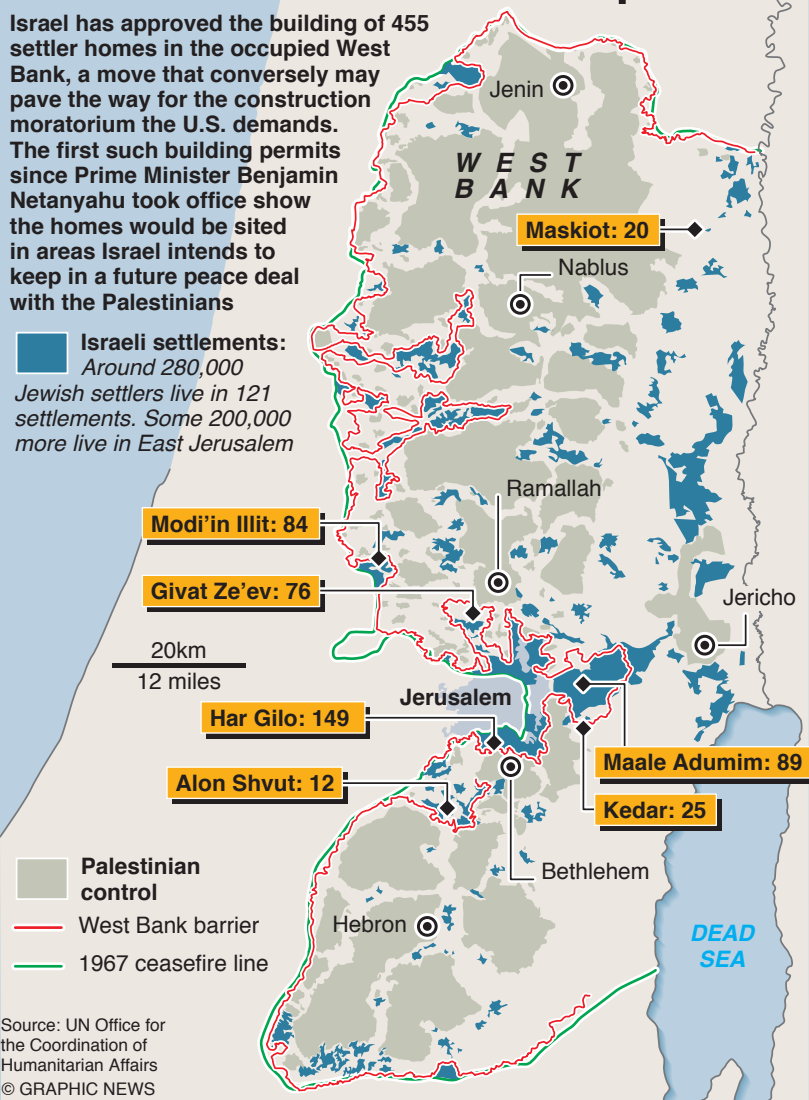 Israel has approved the building of 455
settler homes in the occupied West
Bank, a move that conversely may
pave the way for the construction
moratorium the U.S. demands.
The first such building permits
since Prime Minister Benjamin
Netanyahu took office show
the homes would be sited
in areas Israel intends to
keep in a future peace deal
with the Palestinians
Israeli settlements:
Around 280,000
Jewish settlers live in 121
settlements. Some 200,000
more live in East Jerusalem
Jenin
WEST
BANK
Maskiot: 20
Nablus
Ramallah
Modi’in Illit: 84
Givat Ze’ev: 76
Jericho
20km
12 miles
Jerusalem
Har Gilo: 149
Maale Adumim: 89
Alon Shvut: 12
Kedar: 25
Bethlehem
Palestinian
control
West Bank barrier
1967 ceasefire line
Hebron
DEAD
SEA
Source: UN Office for
the Coordination of
Humanitarian Affairs
© GRAPHIC NEWS